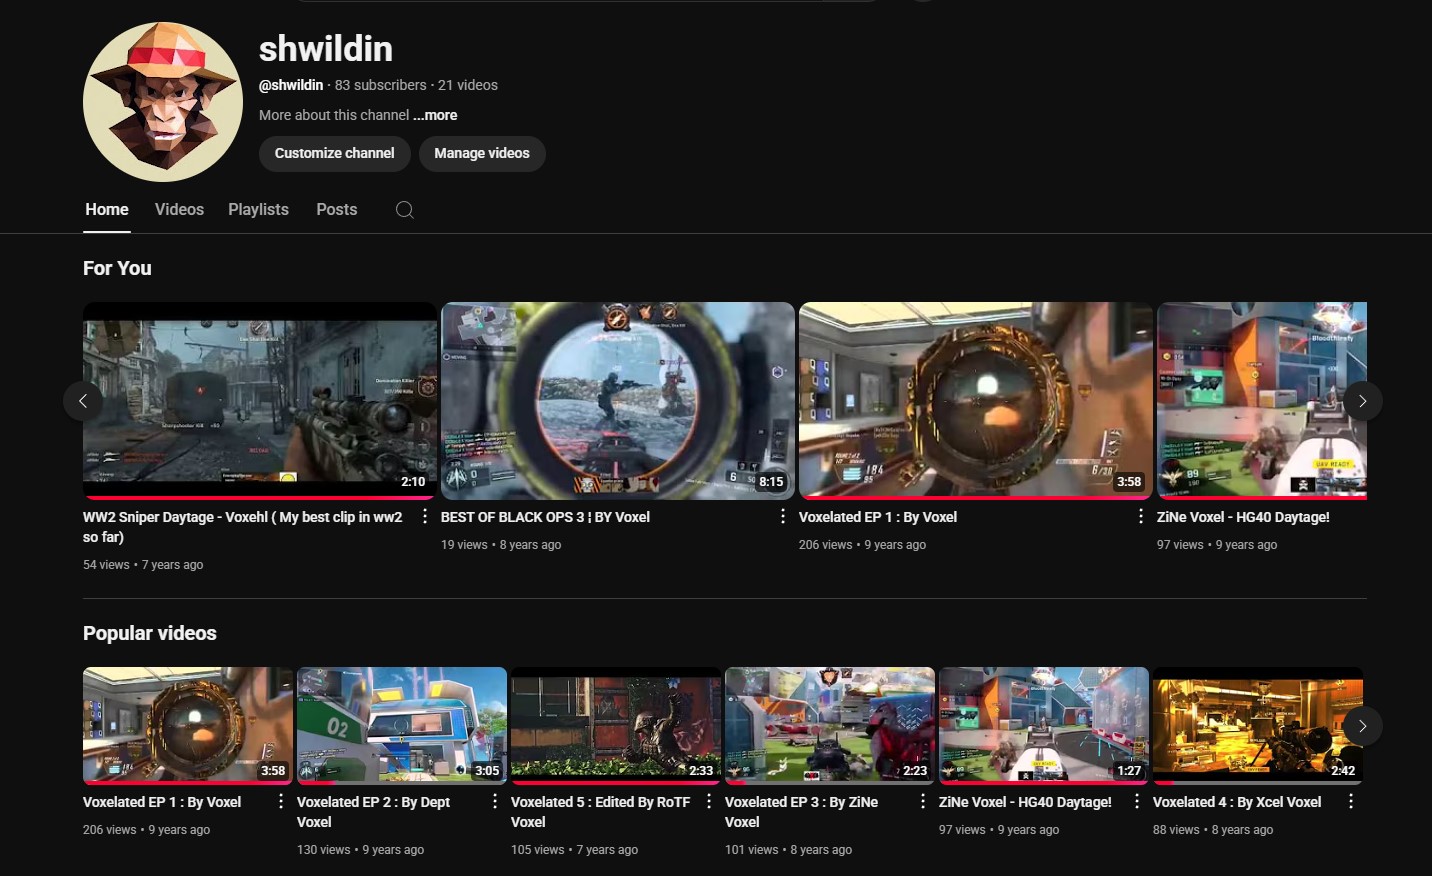 shwildin
@shwildin · 83 subscribers · 21 videos
More about this channel ...more
Customize channel
Manage videos
Home
Videos
Playlists
Posts
For You
2:10
8:15
3:58
Bloodthirsty
UAV READY
WW2 Sniper Daytage - Voxehl ( My best clip in ww2
so far)
54 views • 7 years ago
BEST OF BLACK OPS 3 ¦ BY Voxel
19 views • 8 years ago
Voxelated EP 1 : By Voxel
206 views • 9 years ago
ZiNe Voxel - HG40 Daytage!
97 views • 9 years ago
Popular videos
3:58
02
3:05
2:33
2:23
1:27
2:42
Voxelated EP 1 : By Voxel
206 views • 9 years ago
Voxelated EP 2 : By Dept
Voxel
130 views • 9 years ago
Voxelated 5 : Edited By RoTF
Voxel
105 views • 7 years ago
Voxelated EP 3 : By ZiNe
Voxel
101 views • 8 years ago
ZiNe Voxel - HG40 Daytage!
97 views • 9 years ago
Voxelated 4 : By Xcel Voxel
88 views • 8 years ago